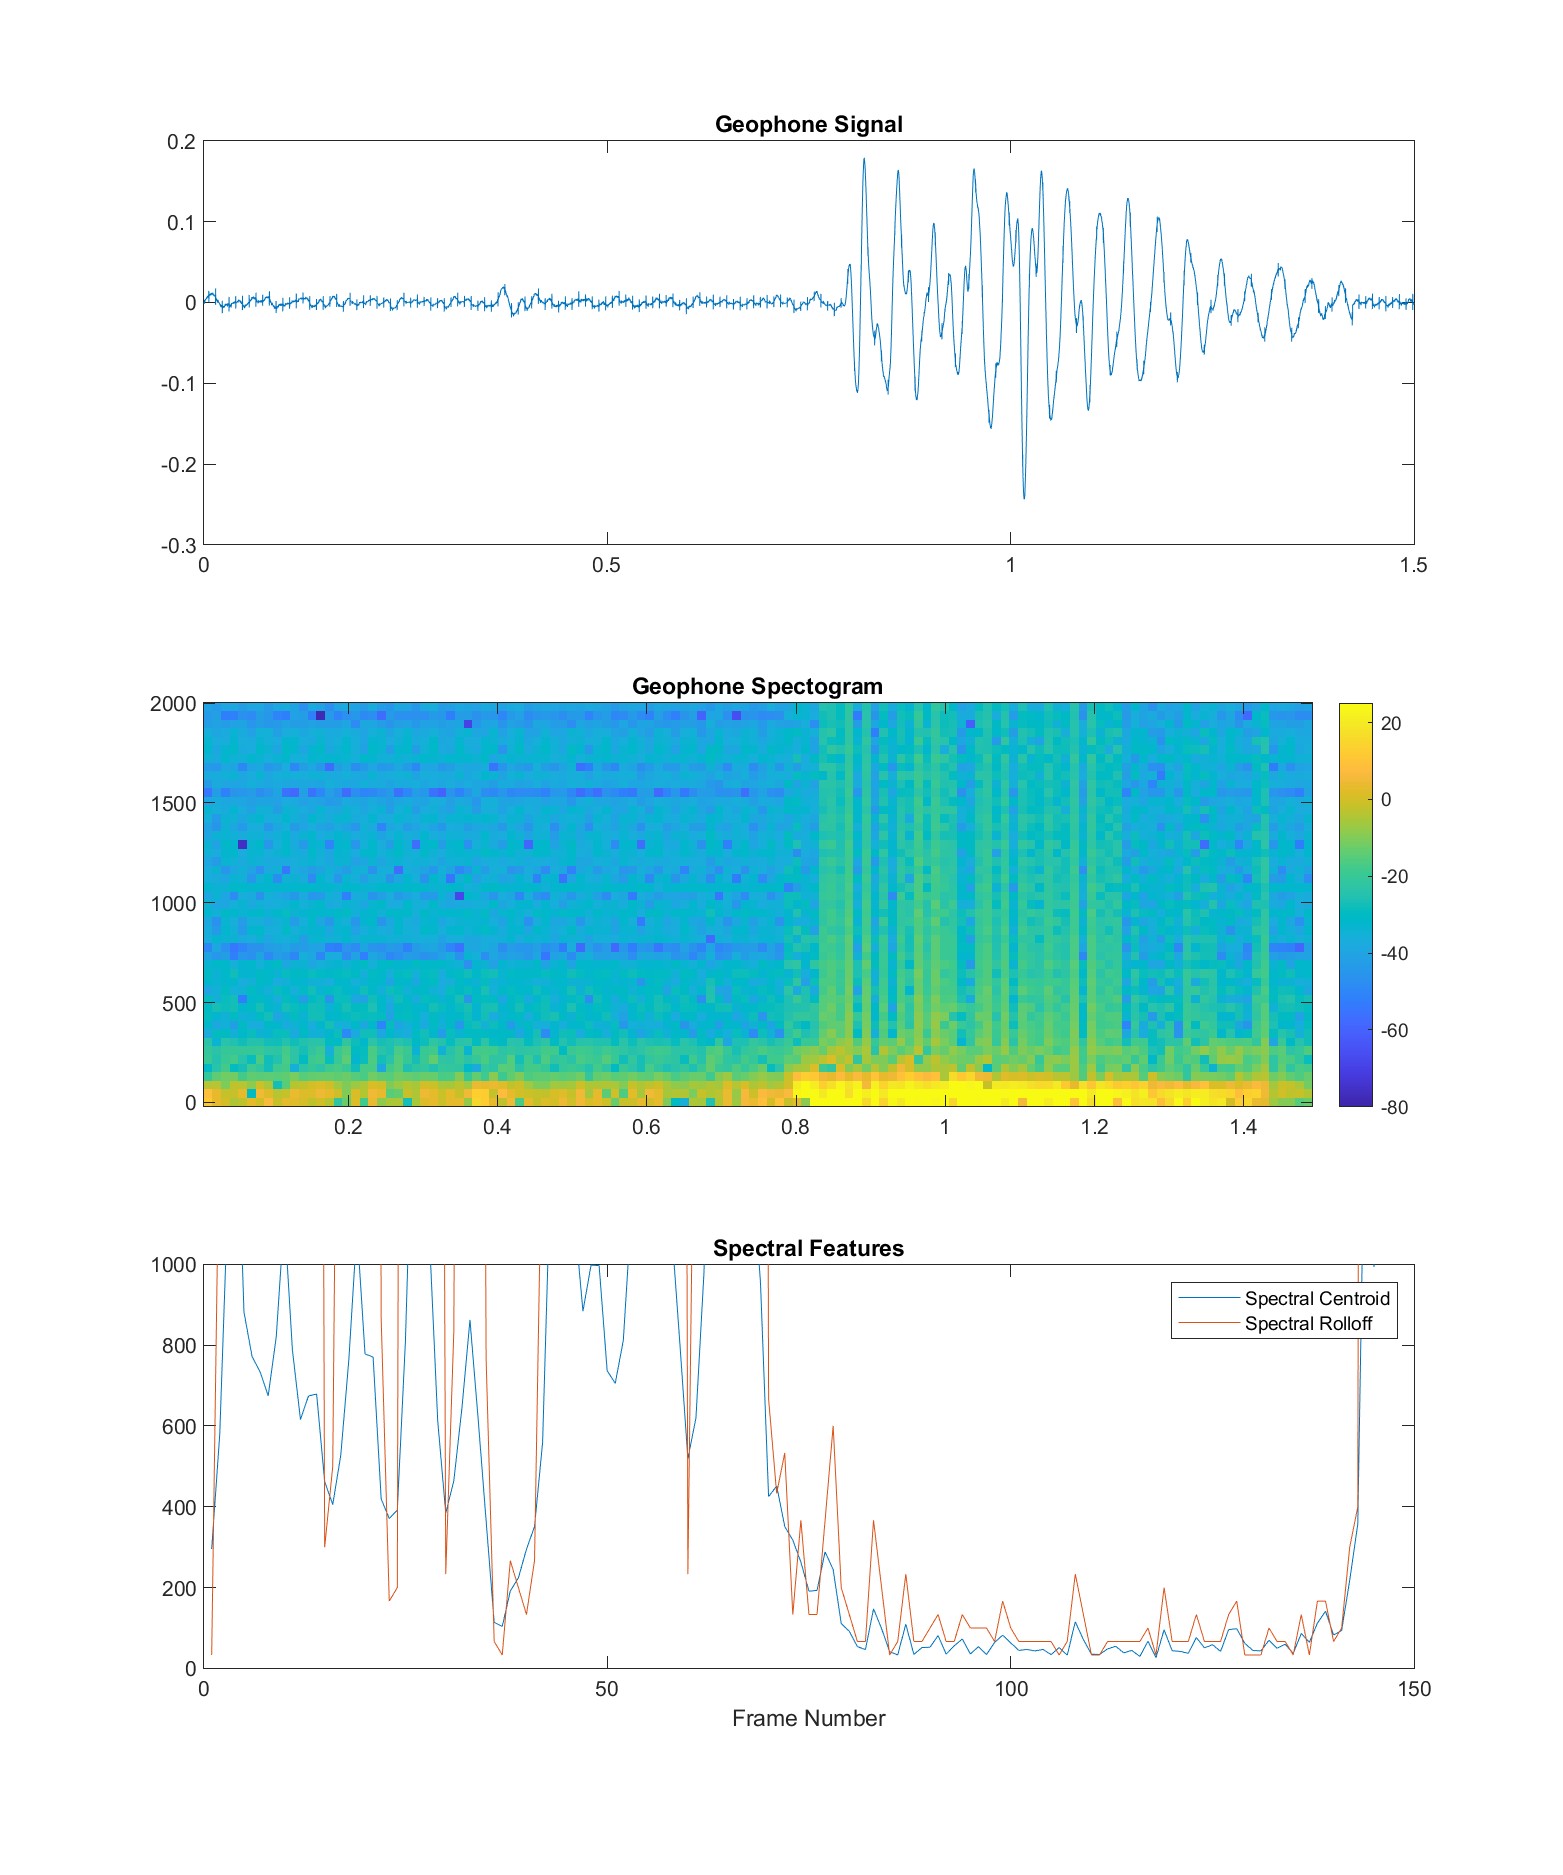 Geophone Signal
0.2
0.1
0
-0.1
-0.2
-0.3
0 0.5 1 1.5
Geophone Spectogram
2000
1500
1000
500
0
0.2 0.4 0.6 0.8 1 1.2 1.4
20
0
-20
-40
-60
-80
Spectral Features
1000
800
600
400
200
0
0 50 100 150
Spectral Centroid
Spectral Rolloff
Frame Number